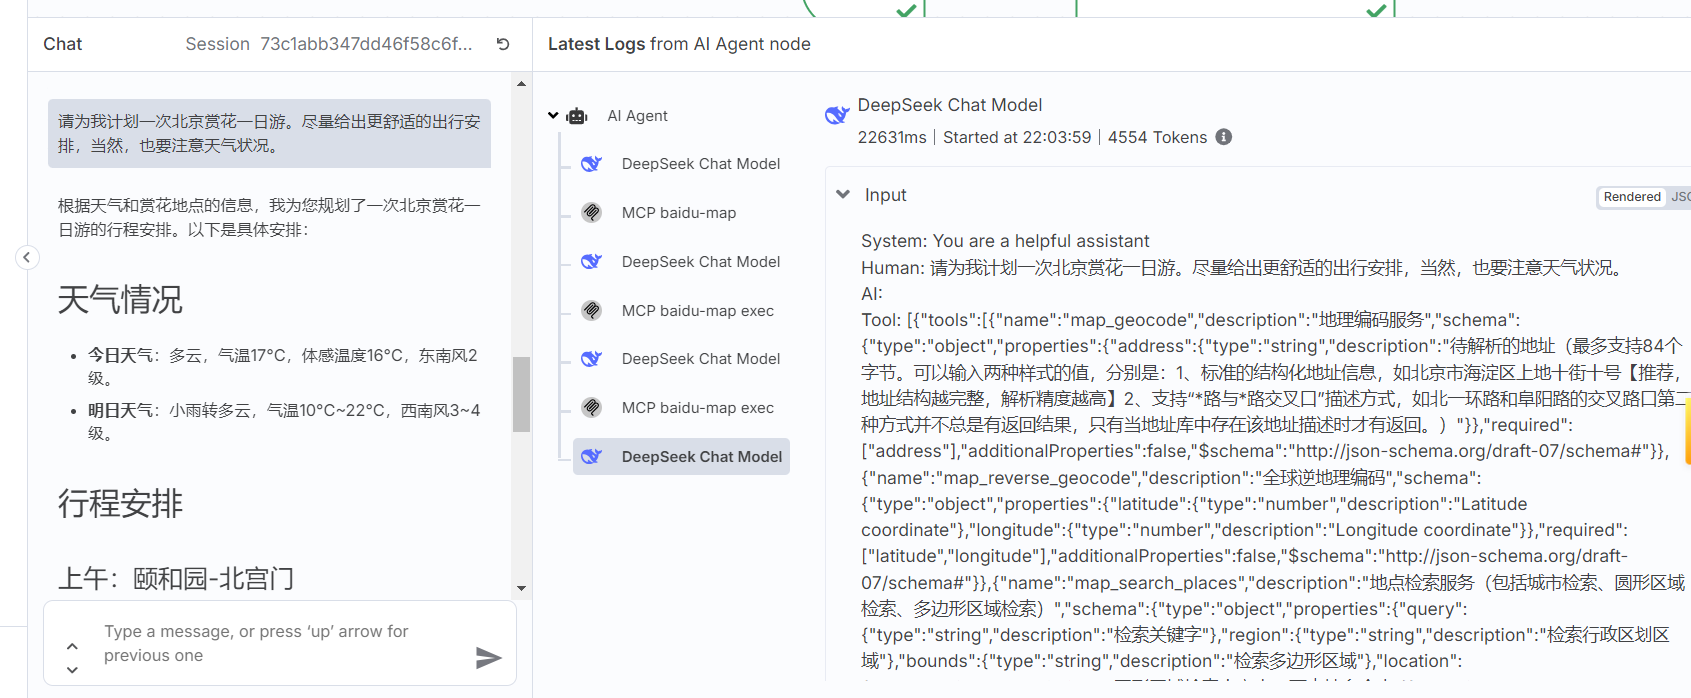 Chat
Session 73c1abb347dd46f58c6f...
Latest Logs from AI Agent node
请为我计划一次北京赏花一日游。尽量给出更舒适的出行安
排，当然，也要注意天气状况。
根据天气和赏花地点的信息，我为您规划了一次北京赏花一
日游的行程安排。以下是具体安排：
天气情况
今日天气：多云，气温17°C，体感温度16°C，东南风2
级。
明日天气：小雨转多云，气温10°C~22°C，西南风3~4
级。
行程安排
上午：颐和园-北宫门
Type a message, or press ‘up’ arrow for
previous one
AI Agent
DeepSeek Chat Model
MCP baidu-map
DeepSeek Chat Model
MCP baidu-map exec
DeepSeek Chat Model
MCP baidu-map exec
DeepSeek Chat Model
DeepSeek Chat Model
22631ms | Started at 22:03:59 | 4554 Tokens
Input
Rendered
System: You are a helpful assistant
Human: 请为我计划一次北京赏花一日游。尽量给出更舒适的出行安排，当然，也要注意天气状况。
AI:
Tool: [{"tools":[{"name":"map_geocode","description":"地理编码服务","schema":
{"type":"object","properties":{"address":{"type":"string","description":"待解析的地址（最多支持84个
字节。可以输入两种样式的值，分别是：1、标准的结构化地址信息，如北京市海淀区上地十街十号【推荐，
地址结构越完整，解析精度越高】2、支持“*路与*路交叉口”描述方式，如北一环路和阜阳路的交叉路口第二
种方式并不总是有返回结果，只有当地址库中存在该地址描述时才有返回。）"}},"required":
["address"],"additionalProperties":false,"$schema":"http://json-schema.org/draft-07/schema#"}},
{"name":"map_reverse_geocode","description":"全球逆地理编码","schema":
{"type":"object","properties":{"latitude":{"type":"number","description":"Latitude
coordinate"},"longitude":{"type":"number","description":"Longitude coordinate"}},"required":
["latitude","longitude"],"additionalProperties":false,"$schema":"http://json-schema.org/draft-
07/schema#"}},{"name":"map_search_places","description":"地点检索服务（包括城市检索、圆形区域
检索、多边形区域检索）","schema":{"type":"object","properties":{"query":
{"type":"string","description":"检索关键字"},"region":{"type":"string","description":"检索行政区划区
域"},"bounds":{"type":"string","description":"检索多边形区域"},"location":